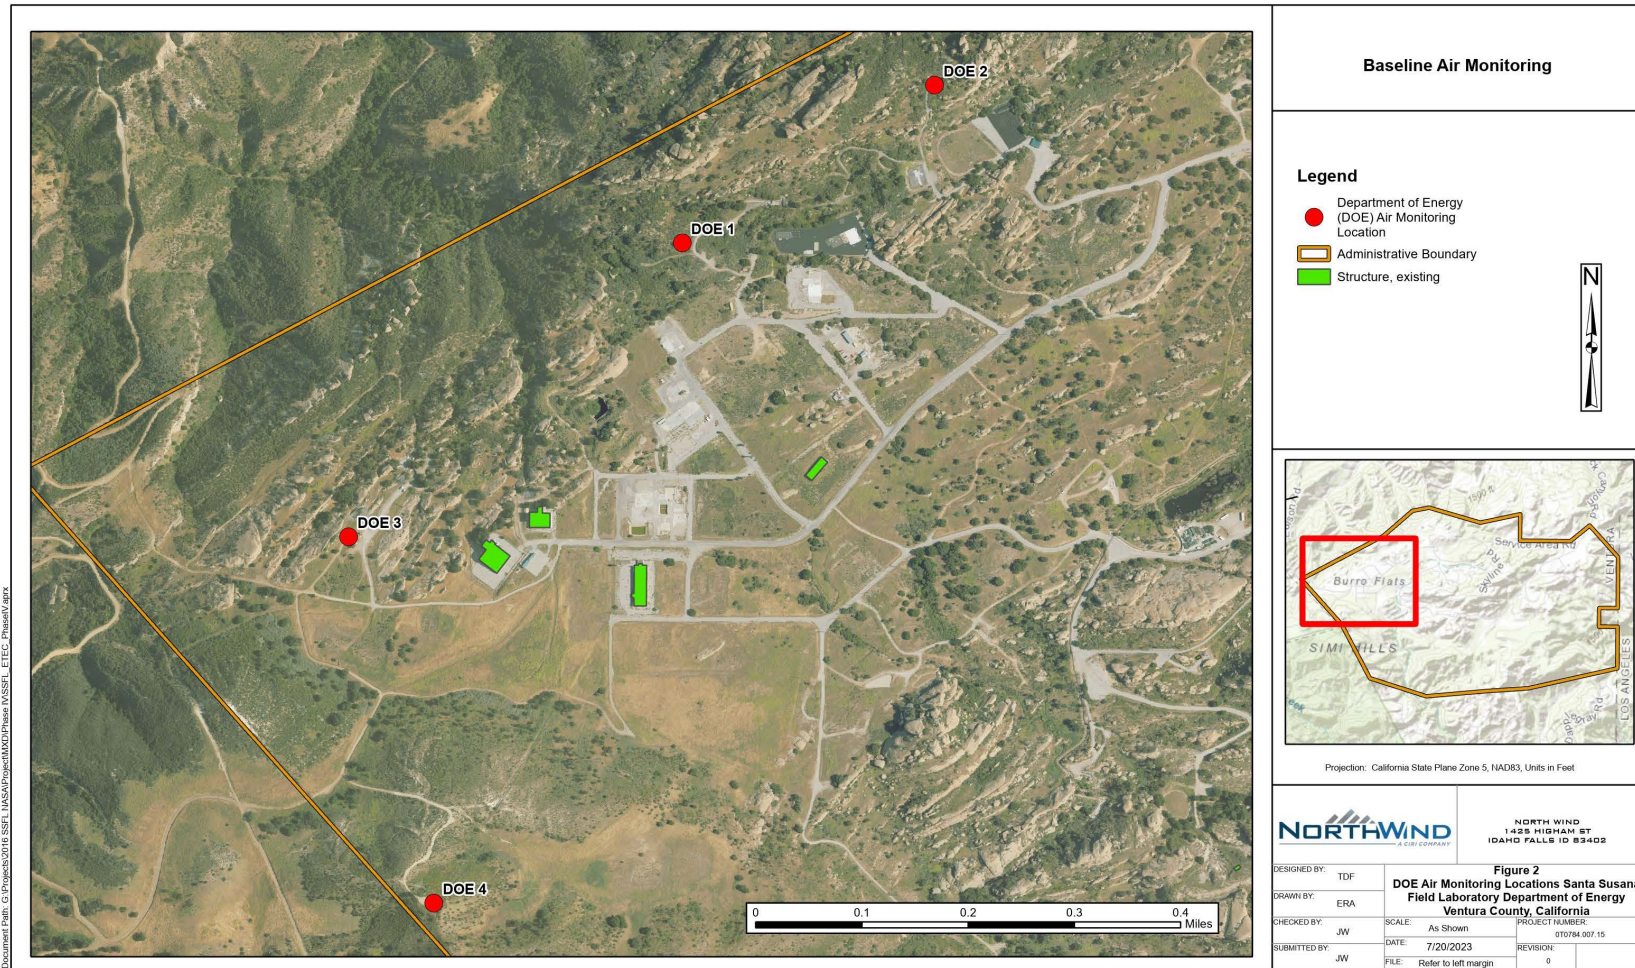 Baseline Air Monitoring
Legend
Department of Energy
(DOE) Air Monitoring
Location
Administrative Boundary
Structure, existing
N
DOE 2
DOE 1
DOE 3
DOE 4
0 0.1 0.2 0.3 0.4
Miles
1500 ft
Service Area Rd
Skyline Rd
Burro Flats
SIMI HILLS
VENTURA
LOS ANGELES
Projection: California State Plane Zone 5, NAD83, Units in Feet
NORTHWIND
A CIRI COMPANY
NORTH WIND
1425 HIGHAM ST
IDAHO FALLS ID 83402
DESIGNED BY: TDF
DRAWN BY: ERA
CHECKED BY: JW
SUBMITTED BY: JW
Figure 2
DOE Air Monitoring Locations Santa Susana
Field Laboratory Department of Energy
Ventura County, California
SCALE: As Shown
PROJECT NUMBER:
0T0784.007.15
DATE: 7/20/2023
REVISION:
0
FILE: Refer to left margin
Document Path: G:\Projects\2016 SSFL NASA\Project\MXD\Phase IV\SSFL_ETEC_PhaseIV.aprx